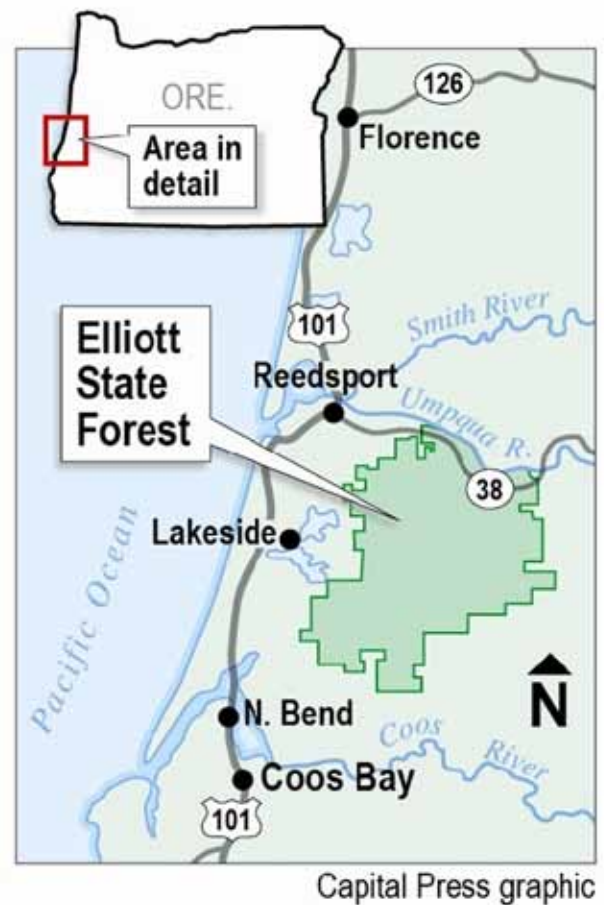 ORE.
Area in
detail
126
Florence
101
Smith River
Elliott
State
Forest
Reedsport
Umpqua R.
38
Lakeside
Pacific Ocean
N
N. Bend
Coos
River
Coos Bay
101
Capital Press graphic